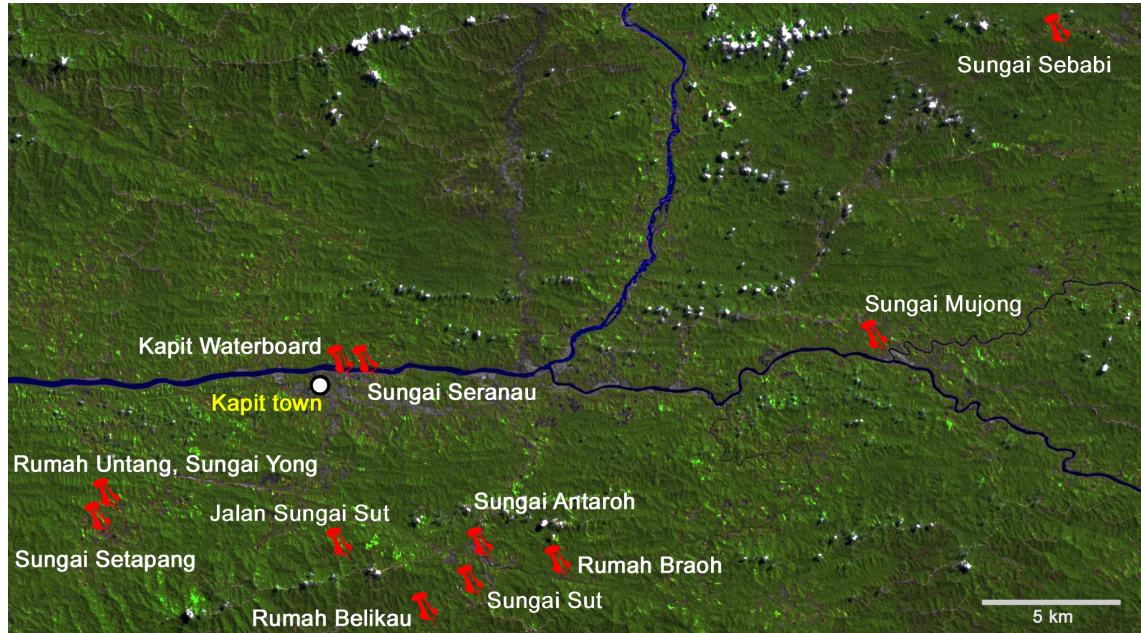 Sungai Sebabi
Sungai Mujong
Kapit Waterboard
Sungai Seranau
Kapit town
Rumah Untang, Sungai Yong
Sungai Antaroh
Jalan Sungai Sut
Sungai Setapang
Rumah Braoh
Sungai Sut
Rumah Belikau
5 km